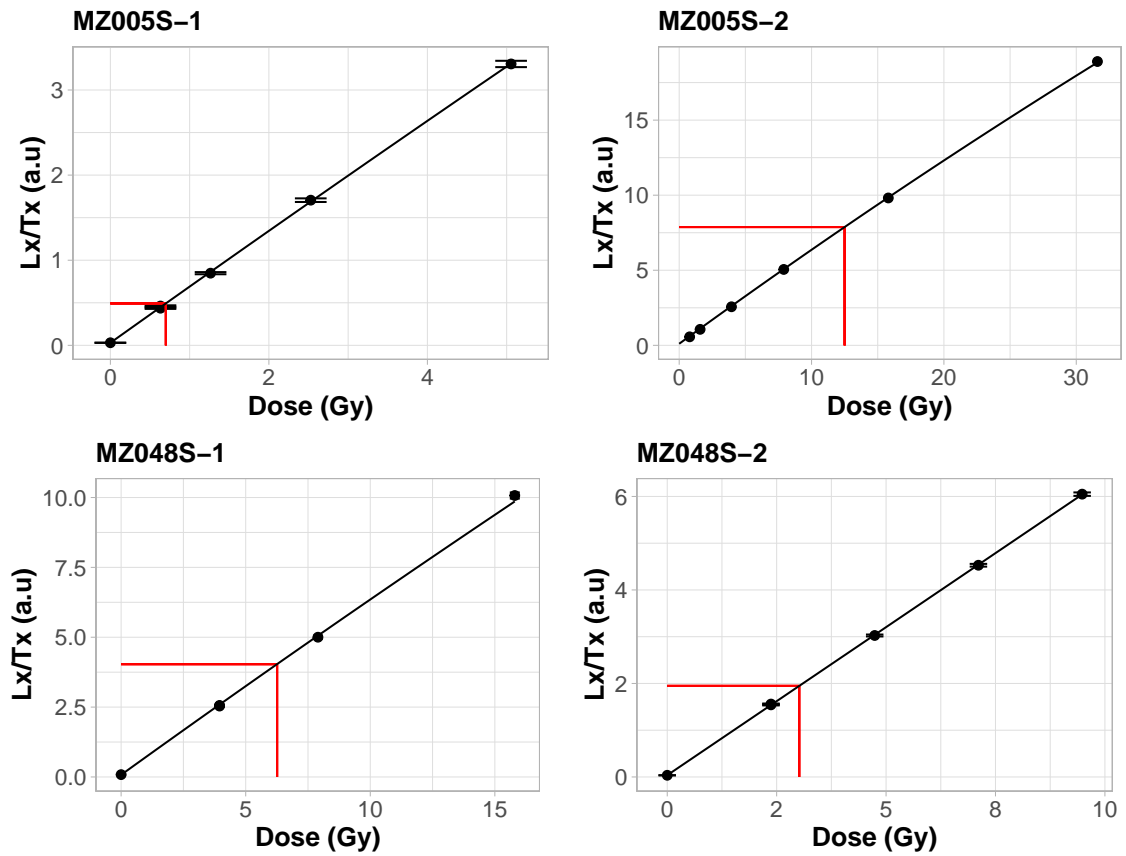 MZ005S−1
3
2
1
0
0 2 4
Lx/Tx (a.u)
Dose (Gy)
MZ005S−2
15
10
5
0
0 10 20 30
Lx/Tx (a.u)
Dose (Gy)
MZ048S−1
10.0
7.5
5.0
2.5
0.0
0 5 10 15
Lx/Tx (a.u)
Dose (Gy)
MZ048S−2
6
4
2
0
0 2 5 8 10
Lx/Tx (a.u)
Dose (Gy)